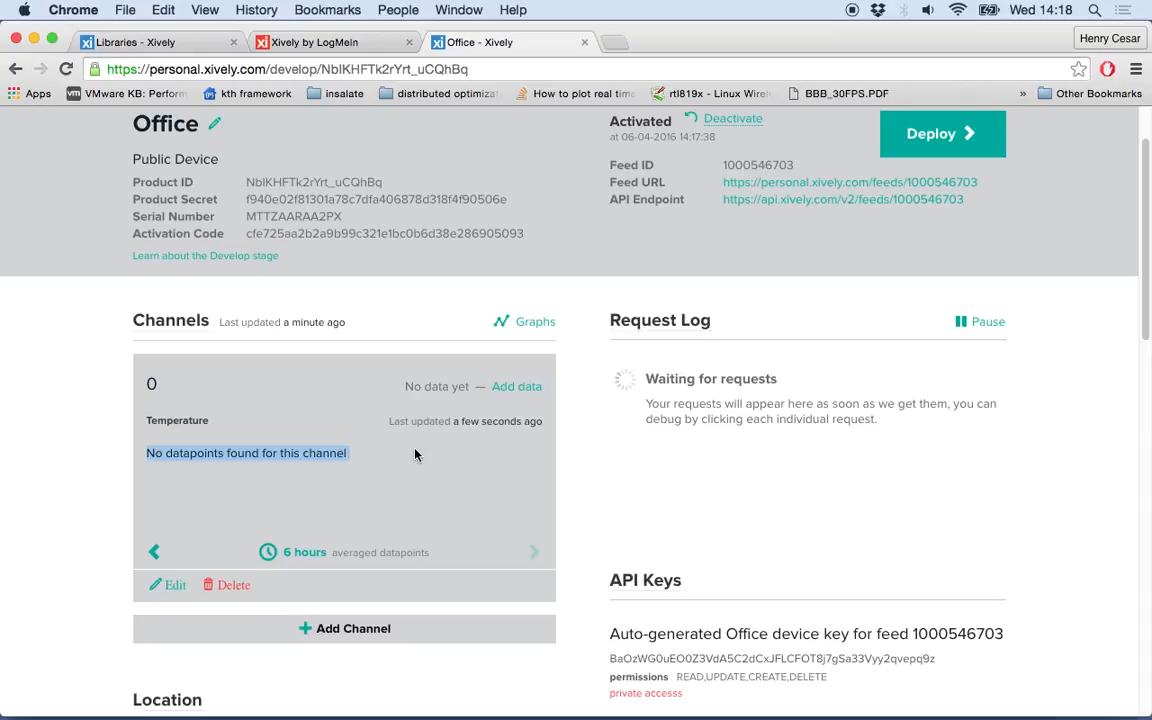 Chrome File Edit View History Bookmarks People Window Help Wed 14:18
Libraries - Xively Xively by LogMeIn Office - Xively Henry Cesar
https://personal.xively.com/develop/NbIKHFTk2rYrt_uCQhBq
Apps VMware KB: Perform kth framework insalate distributed optimiza How to plot real tim rtl819x - Linux Wire BBB_30FPS.PDF » Other Bookmarks
Office
Activated Deactivate
at 06-04-2016 14:17:38
Deploy
Public Device
Product ID NbIKHFTk2rYrt_uCQhBq
Product Secret f940e02f81301a78c7dfa406878d318f4f90506e
Serial Number MTTZAARAA2PX
Activation Code cfe725aa2b2a9b99c321e1bc0b6d38e286905093
Learn about the Develop stage
Feed ID 1000546703
Feed URL https://personal.xively.com/feeds/1000546703
API Endpoint https://api.xively.com/v2/feeds/1000546703
Channels Last updated a minute ago Graphs
0
No data yet — Add data
Temperature Last updated a few seconds ago
No datapoints found for this channel
6 hours averaged datapoints
Edit Delete
Add Channel
Location
Request Log Pause
Waiting for requests
Your requests will appear here as soon as we get them, you can
debug by clicking each individual request.
API Keys
Auto-generated Office device key for feed 1000546703
BaOzWG0uEO0Z3VdA5C2dCxJFLCFOT8j7gSa33Vyy2qvepq9z
permissions READ,UPDATE,CREATE,DELETE
private accesss